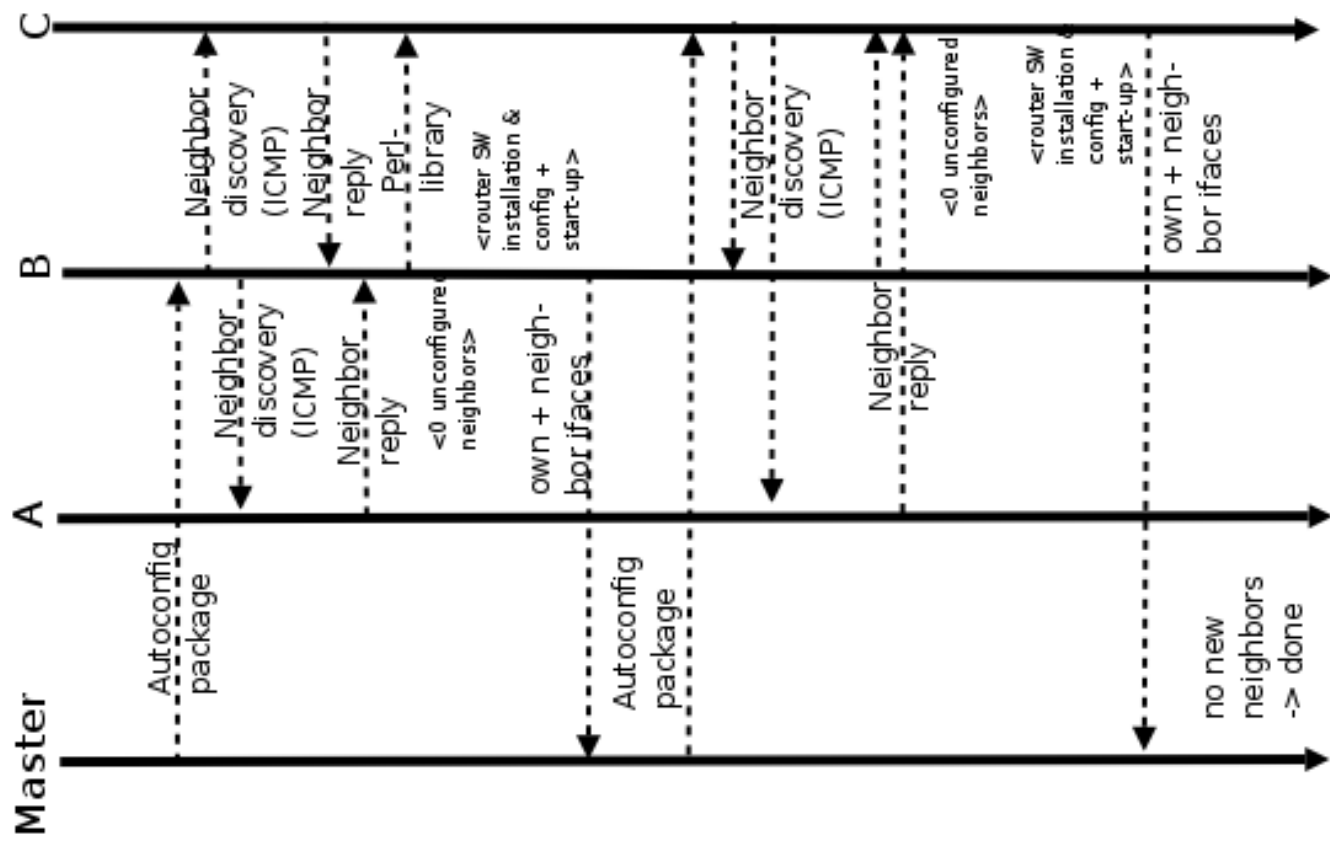 Master
A
B
C
Autoconfig
package
Neighbor
discovery
(ICMP)
Neighbor
discovery
(ICMP)
Neighbor
reply
Neighbor
reply
Perl-
library
<0 unconfigured
neighbors>
<router SW
installation &
config +
start-up>
own + neigh-
bor ifaces
Autoconfig
package
Neighbor
discovery
(ICMP)
Neighbor
reply
<0 unconfigured
neighbors>
<router SW
installation &
config +
start-up>
own + neigh-
bor ifaces
no new
neighbors
-> done